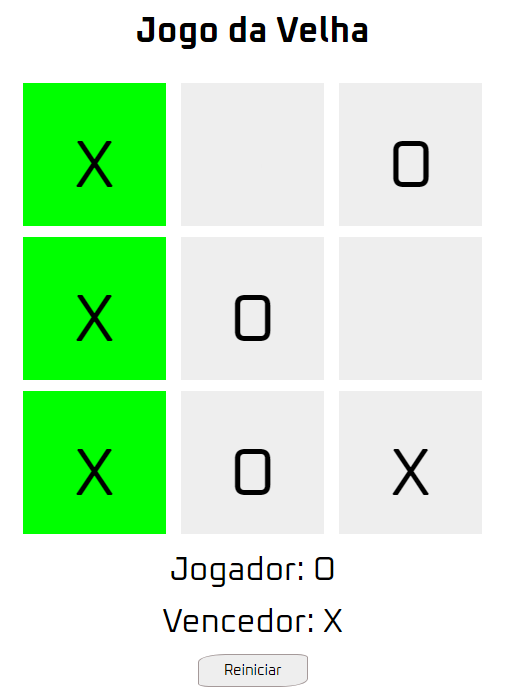 Jogo da Velha
X O
X O
X O X
Jogador: O
Vencedor: X
Reiniciar